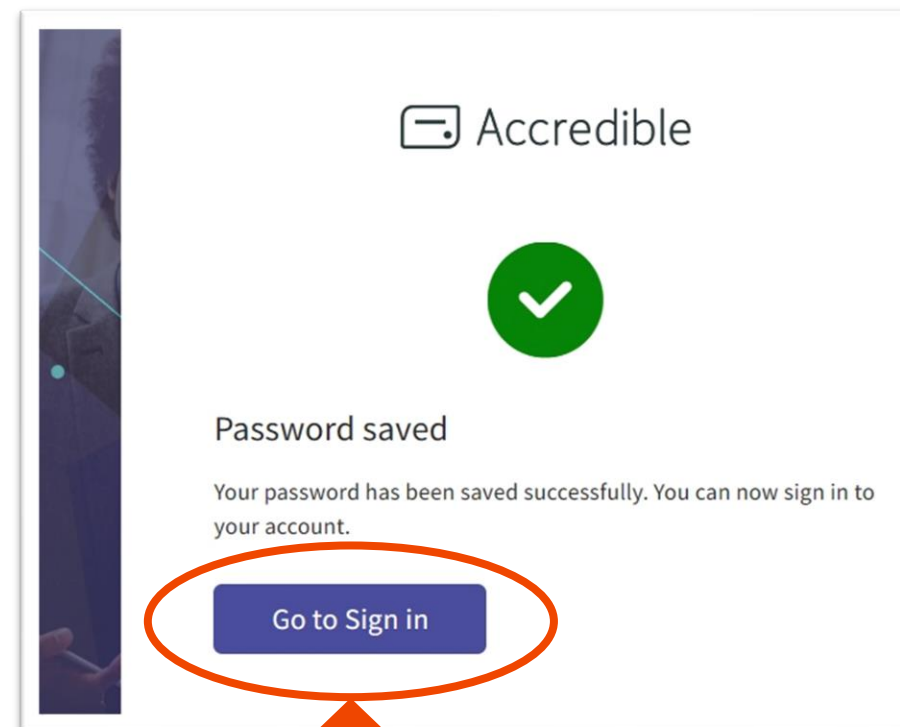 Accredible
Password saved
Your password has been saved successfully. You can now sign in to
your account.
Go to Sign in